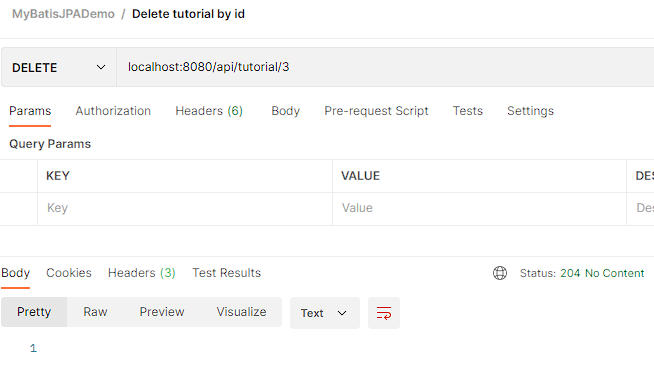 MyBatisJPADemo / Delete tutorial by id
DELETE localhost:8080/api/tutorial/3
Params Authorization Headers (6) Body Pre-request Script Tests Settings
Query Params
KEY VALUE DES
Key Value Des
Body Cookies Headers (3) Test Results Status: 204 No Content
Pretty Raw Preview Visualize Text
1